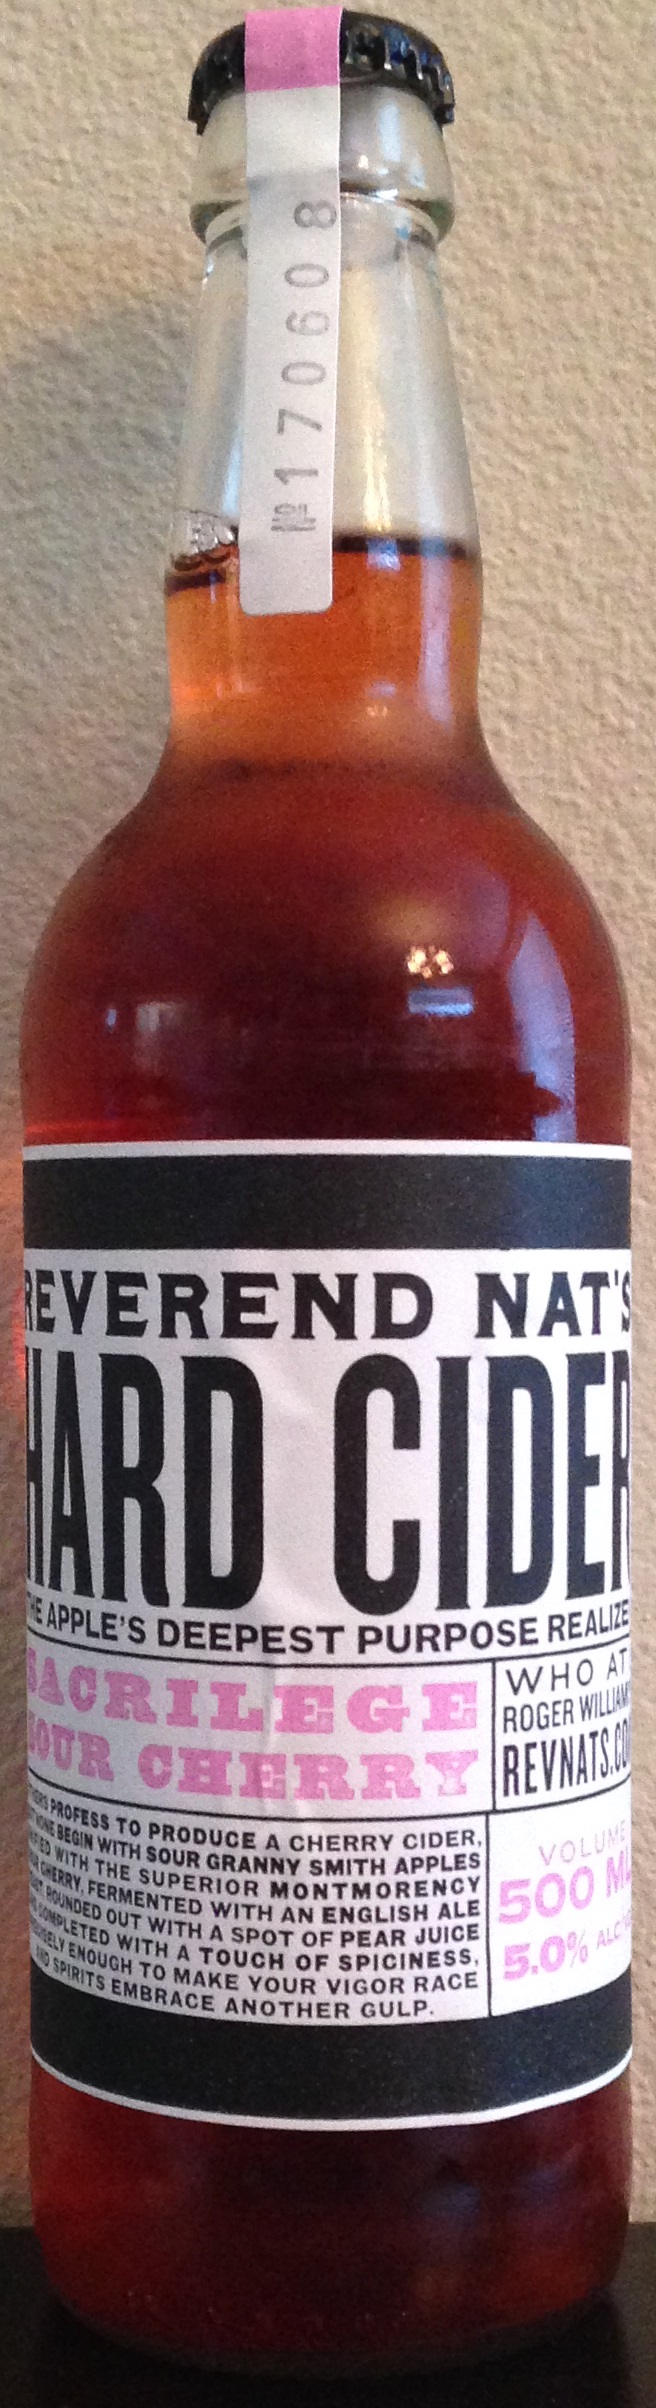 №170608
REVEREND NAT'S
HARD CIDER
THE APPLE'S DEEPEST PURPOSE REALIZE
SACRILEGE
SOUR CHERRY
WHO AT
ROGER WILLIAM
REVNATS.CO
PROFESS TO PRODUCE A CHERRY CIDER,
NONE BEGIN WITH SOUR GRANNY SMITH APPLES
WITH THE SUPERIOR MONTMORENCY
CHERRY, FERMENTED WITH AN ENGLISH ALE
ROUNDED OUT WITH A SPOT OF PEAR JUICE
COMPLETED WITH A TOUCH OF SPICINESS,
ENOUGH TO MAKE YOUR VIGOR RACE
AND SPIRITS EMBRACE ANOTHER GULP.
VOLUME
500 ML
5.0% ALC